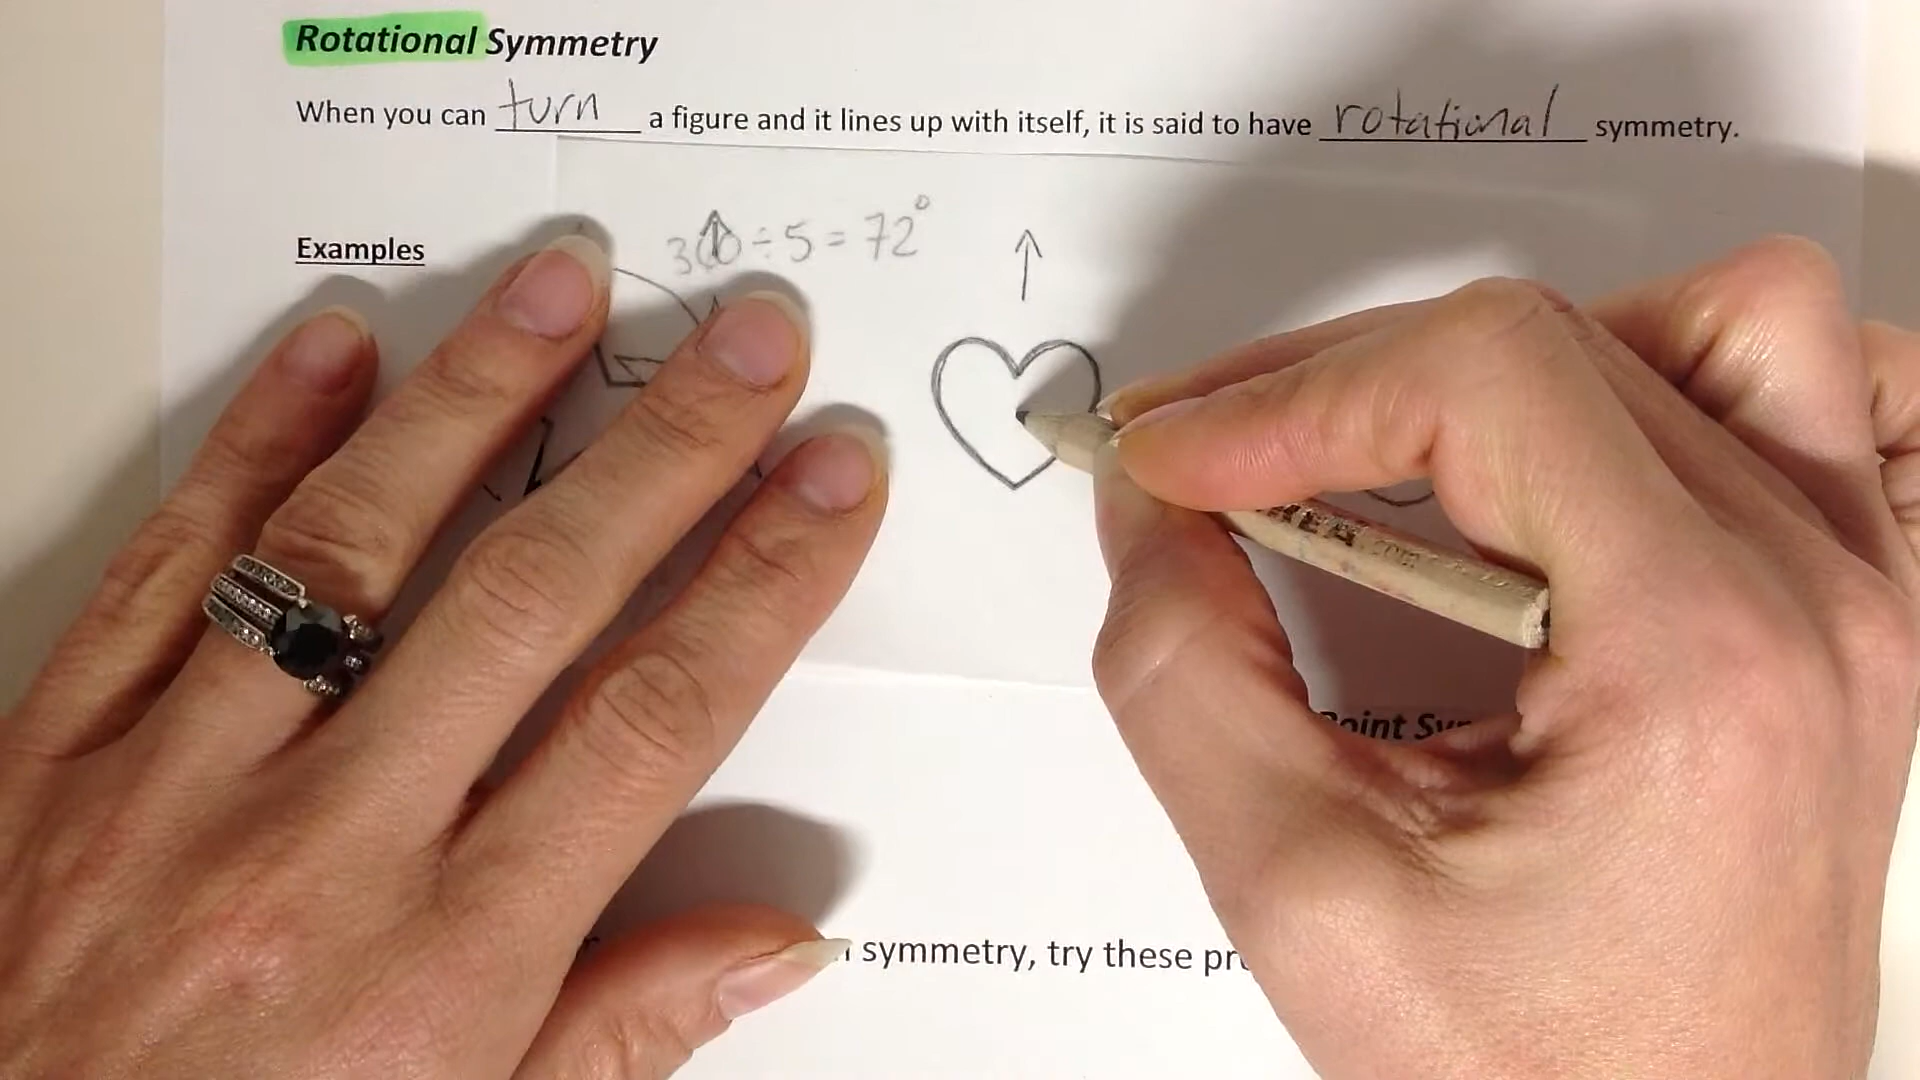 Rotational Symmetry
When you can turn a figure and it lines up with itself, it is said to have rotational symmetry.
Examples
360 ÷ 5 = 72°
Point
symmetry, try these